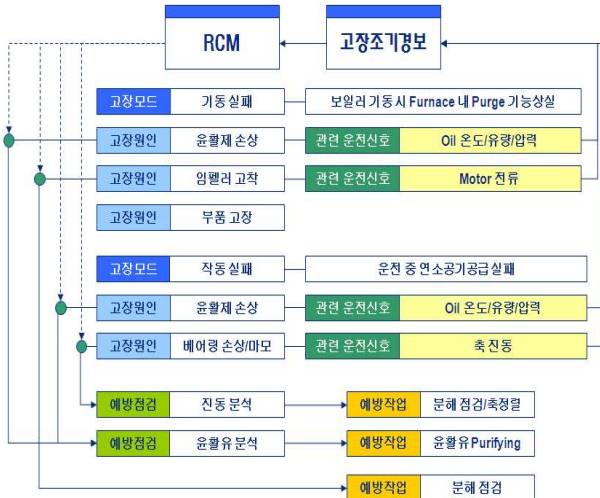 RCM
고장조기경보
고장모드 기동실패 보일러 기동시 Furnace 내 Purge 기능상실
고장원인 윤활제 손상 관련 운전신호 Oil 온도/유량/압력
고장원인 임펠러 고착 관련 운전신호 Motor 전류
고장원인 부품 고장
고장모드 작동실패 운전 중 연소공기공급실패
고장원인 윤활제 손상 관련 운전신호 Oil 온도/유량/압력
고장원인 베어링 손상/마모 관련 운전신호 축진동
예방점검 진동 분석 예방작업 분해 점검/축정렬
예방점검 윤활유 분석 예방작업 윤활유 Purifying
예방작업 분해 점검